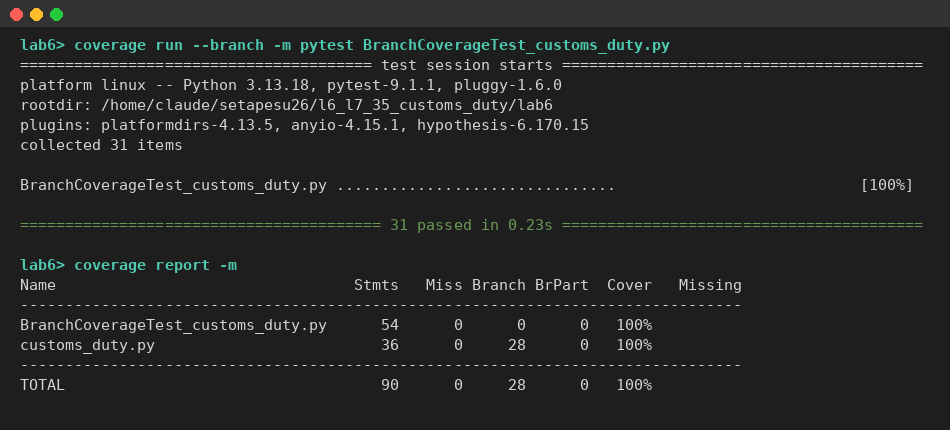 lab6> coverage run --branch -m pytest BranchCoverageTest_customs_duty.py
======================================= test session starts ========================================
platform linux -- Python 3.13.18, pytest-9.1.1, pluggy-1.6.0
rootdir: /home/claude/setapesu26/l6_l7_35_customs_duty/lab6
plugins: platformdirs-4.13.5, anyio-4.15.1, hypothesis-6.170.15
collected 31 items
BranchCoverageTest_customs_duty.py ...............................                           [100%]
======================================== 31 passed in 0.23s ========================================
lab6> coverage report -m
Name                                 Stmts   Miss Branch BrPart  Cover   Missing
--------------------------------------------------------------------------------
BranchCoverageTest_customs_duty.py      54      0      0      0   100%
customs_duty.py                         36      0     28      0   100%
--------------------------------------------------------------------------------
TOTAL                                   90      0     28      0   100%